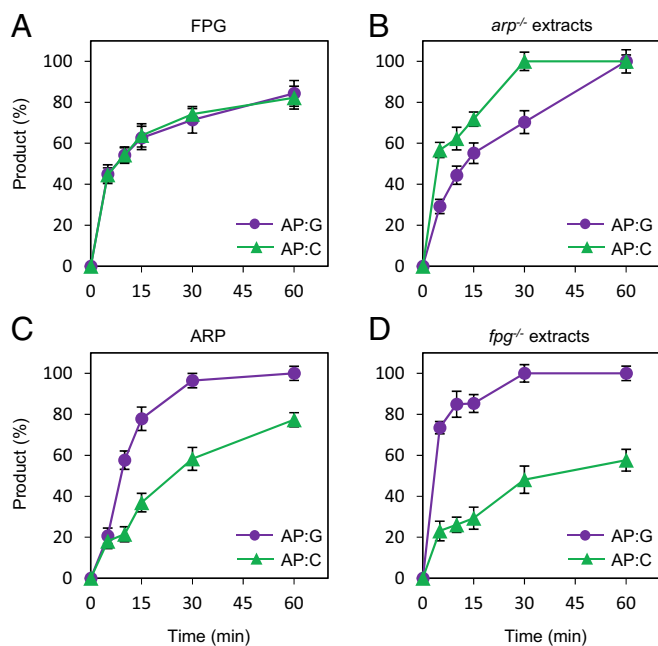 A
FPG
Product (%)
100
80
60
40
20
0
AP:G
AP:C
0 15 30 45 60
B
arp-/- extracts
100
80
60
40
20
0
AP:G
AP:C
0 15 30 45 60
C
ARP
Product (%)
100
80
60
40
20
0
AP:G
AP:C
0 15 30 45 60
Time (min)
D
fpg-/- extracts
100
80
60
40
20
0
AP:G
AP:C
0 15 30 45 60
Time (min)